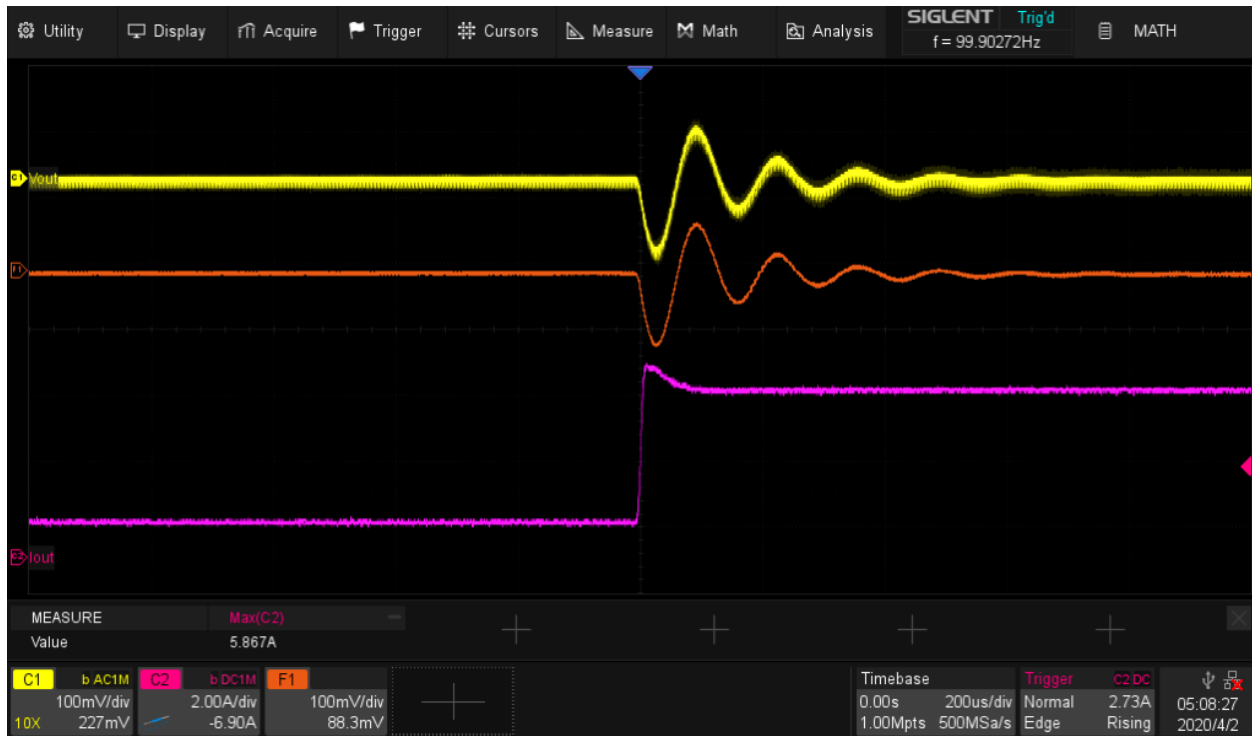 Utility Display Acquire Trigger Cursors Measure Math Analysis SIGLENT Trig'd MATH
f = 99.90272Hz
C1 Vout
F1
C2 Iout
MEASURE Max(C2)
Value 5.867A
C1 b AC1M C2 b DC1M F1 Timebase Trigger C2 DC
100mV/div 2.00A/div 100mV/div 0.00s 200us/div Normal 2.73A 05:08:27
10X 227mV -6.90A 88.3mV 1.00Mpts 500MSa/s Edge Rising 2020/4/2